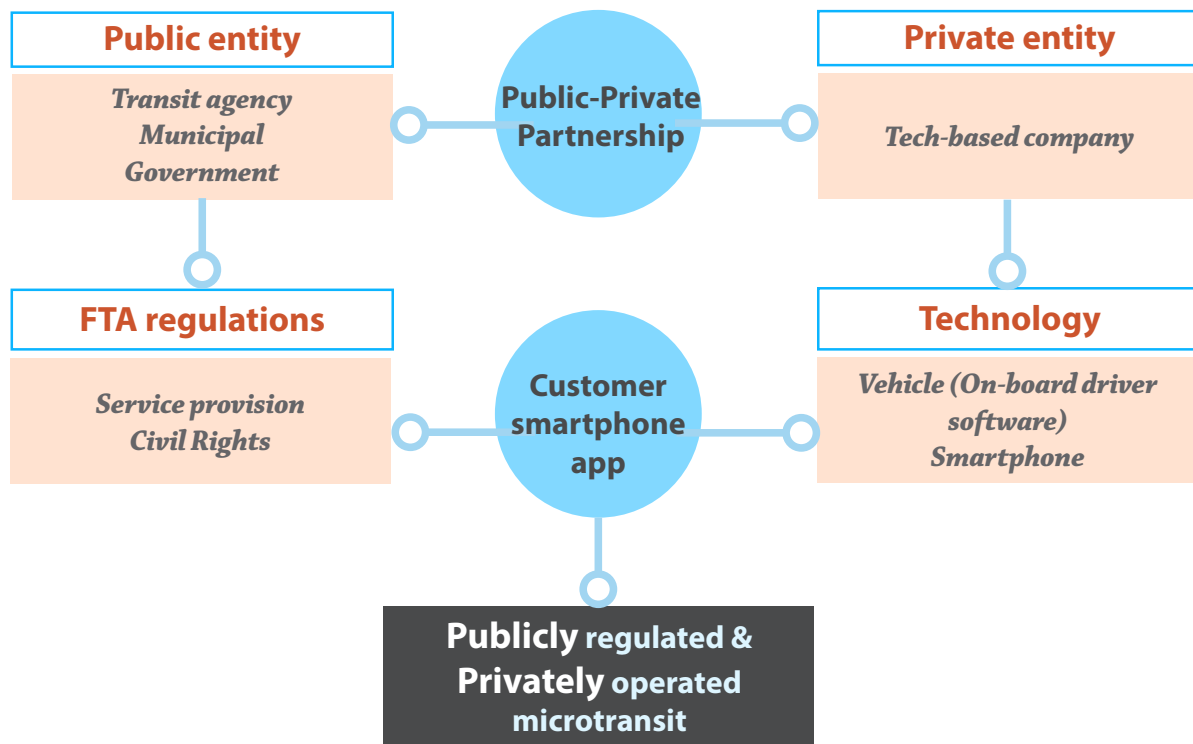 Public entity
Transit agency
Municipal
Government
Public-Private
Partnership
Private entity
Tech-based company
FTA regulations
Service provision
Civil Rights
Customer
smartphone
app
Technology
Vehicle (On-board driver
software)
Smartphone
Publicly regulated &
Privately operated
microtransit